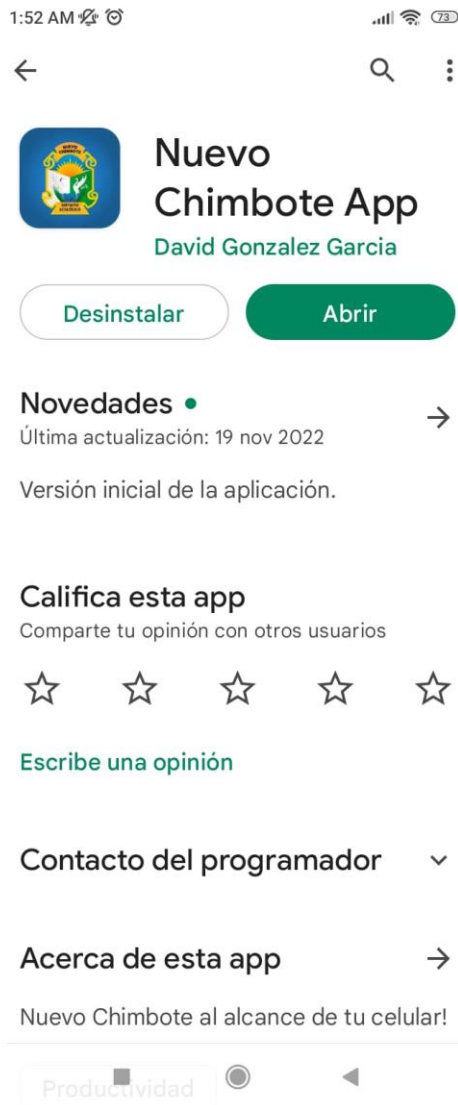 1:52 AM
73
Nuevo
Chimbote App
David Gonzalez Garcia
Desinstalar
Abrir
Novedades
Última actualización: 19 nov 2022
Versión inicial de la aplicación.
Califica esta app
Comparte tu opinión con otros usuarios
Escribe una opinión
Contacto del programador
Acerca de esta app
Nuevo Chimbote al alcance de tu celular!
Productividad